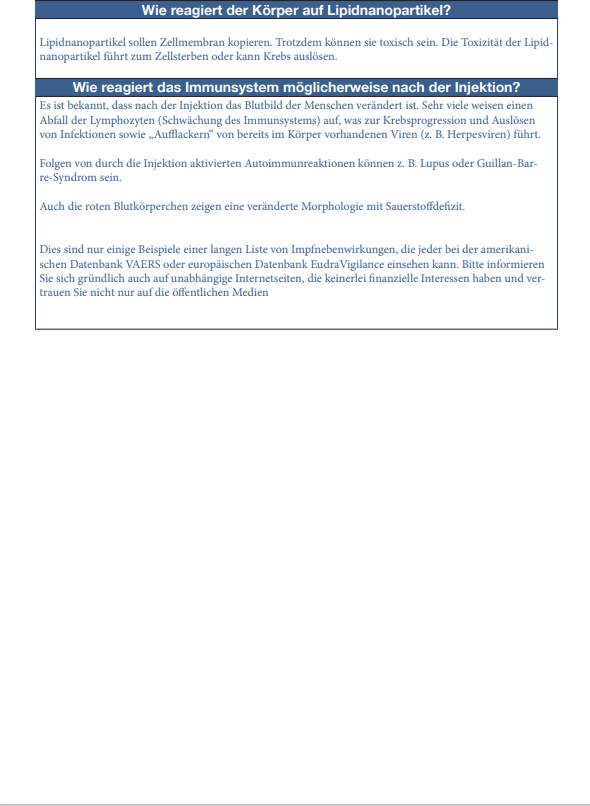 Wie reagiert der Körper auf Lipidnanopartikel?
Lipidnanopartikel sollen Zellmembran kopieren. Trotzdem können sie toxisch sein. Die Toxizität der Lipid-
nanopartikel führt zum Zellsterben oder kann Krebs auslösen.
Wie reagiert das Immunsystem möglicherweise nach der Injektion?
Es ist bekannt, dass nach der Injektion das Blutbild der Menschen verändert ist. Sehr viele weisen einen
Abfall der Lymphozyten (Schwächung des Immunsystems) auf, was zur Krebsprogression und Auslösen
von Infektionen sowie „Aufflackern“ von bereits im Körper vorhandenen Viren (z. B. Herpesviren) führt.
Folgen von durch die Injektion aktivierten Autoimmunreaktionen können z. B. Lupus oder Guillan-Bar-
re-Syndrom sein.
Auch die roten Blutkörperchen zeigen eine veränderte Morphologie mit Sauerstoffdefizit.
Dies sind nur einige Beispiele einer langen Liste von Impfnebenwirkungen, die jeder bei der amerikani-
schen Datenbank VAERS oder europäischen Datenbank EudraVigilance einsehen kann. Bitte informieren
Sie sich gründlich auch auf unabhängige Internetseiten, die keinerlei finanzielle Interessen haben und ver-
trauen Sie nicht nur auf die öffentlichen Medien